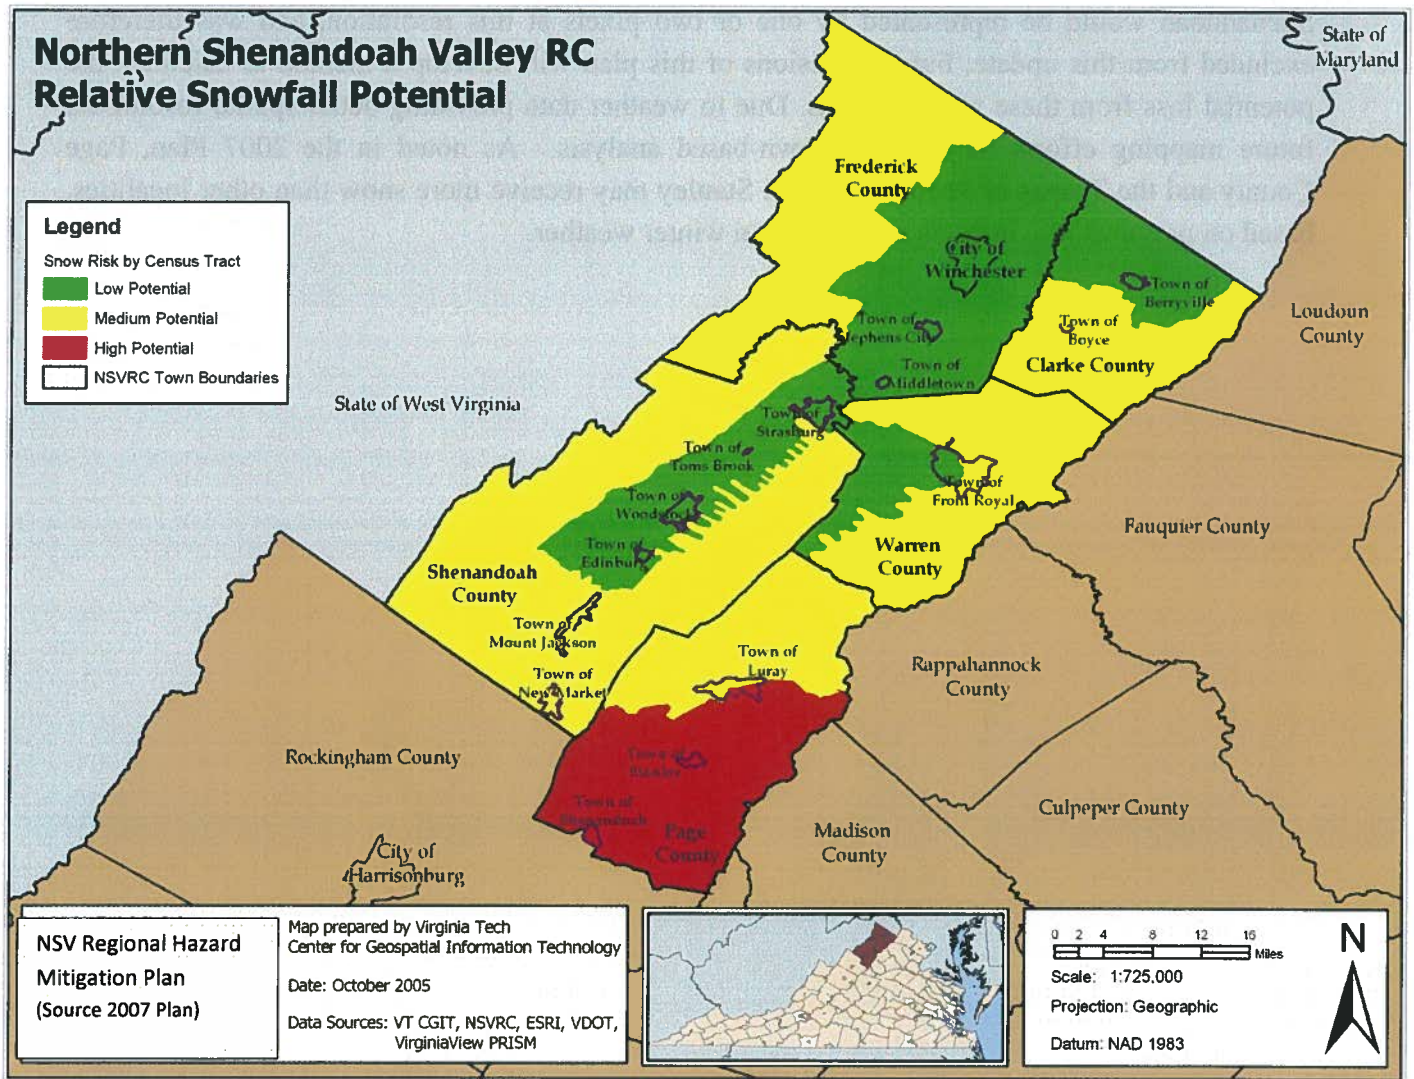 Northern Shenandoah Valley RC
Relative Snowfall Potential
State of
Maryland
Legend
Snow Risk by Census Tract
Low Potential
Medium Potential
High Potential
NSVRC Town Boundaries
Frederick
County
City of
Winchester
Town of
Berryville
Town of
Boyce
Clarke County
Loudoun
County
Town of
Stephens City
Town of
Middletown
State of West Virginia
Town of
Strasburg
Town of
Toms Brook
Town of
Woodstock
Town of
Edinburg
Town of
Front Royal
Warren
County
Fauquier County
Shenandoah
County
Town of
Mount Jackson
Town of
New Market
Town of
Luray
Rappahannock
County
Rockingham County
Town of
Stanley
Town of
Shenandoah
Page
County
Madison
County
Culpeper County
City of
Harrisonburg
NSV Regional Hazard
Mitigation Plan
(Source 2007 Plan)
Map prepared by Virginia Tech
Center for Geospatial Information Technology
Date: October 2005
Data Sources: VT CGIT, NSVRC, ESRI, VDOT,
VirginiaView PRISM
0 2 4 8 12 16
Miles
Scale: 1:725,000
Projection: Geographic
Datum: NAD 1983
N